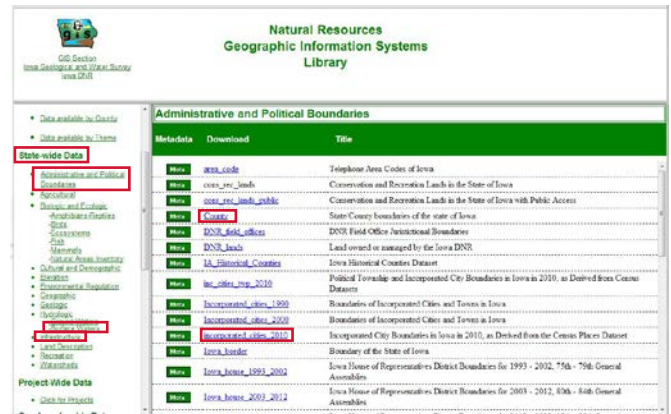 gis
GIS Section
Iowa Geological and Water Survey
Iowa DNR
Natural Resources
Geographic Information Systems
Library
Data available by County
Data available by Theme
State-wide Data
Administrative and Political
Boundaries
Agricultural
Biologic and Ecologic
-Amphibians-Reptiles
-Birds
-Ecosystems
-Fish
-Mammals
-Natural Areas Inventory
Cultural and Demographic
Elevation
Environmental Regulation
Geographic
Geologic
Hydrologic
-Surface Waters
Infrastructure
Land Description
Recreation
Watersheds
Project-Wide Data
Click for Projects
Administrative and Political Boundaries
Metadata Download Title
Meta area_code Telephone Area Codes of Iowa
Meta cons_rec_lands Conservation and Recreation Lands in the State of Iowa
Meta cons_rec_lands_public Conservation and Recreation Lands in the State of Iowa with Public Access
Meta County State/County boundaries of the state of Iowa
Meta DNR_field_offices DNR Field Office Jurisdictional Boundaries
Meta DNR_lands Land owned or managed by the Iowa DNR
Meta IA_Historical_Counties Iowa Historical Counties Dataset
Meta inc_cities_twp_2010 Political Township and Incorporated City Boundaries in Iowa in 2010, as Derived from Census
Datasets
Meta Incorporated_cities_1990 Boundaries of Incorporated Cities and Towns in Iowa
Meta Incorporated_cities_2000 Boundaries of Incorporated Cities and Towns in Iowa
Meta incorporated_cities_2010 Incorporated City Boundaries in Iowa in 2010, as Derived from the Census Places Dataset
Meta Iowa_border Boundary of the State of Iowa
Meta Iowa_house_1993_2002 Iowa House of Representatives District Boundaries for 1993 - 2002, 75th - 79th General
Assemblies
Meta Iowa_house_2003_2012 Iowa House of Representatives District Boundaries for 2003 - 2012, 80th - 84th General
Assemblies